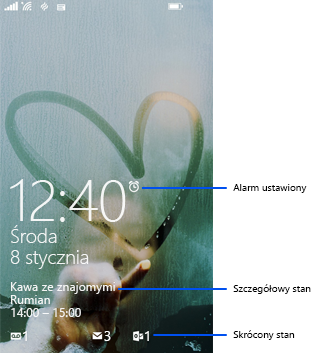 12:40
Alarm ustawiony
Środa
8 stycznia
Kawa ze znajomymi
Szczegółowy stan
Rumian
14:00 – 15:00
1 3 1
Skrócony stan